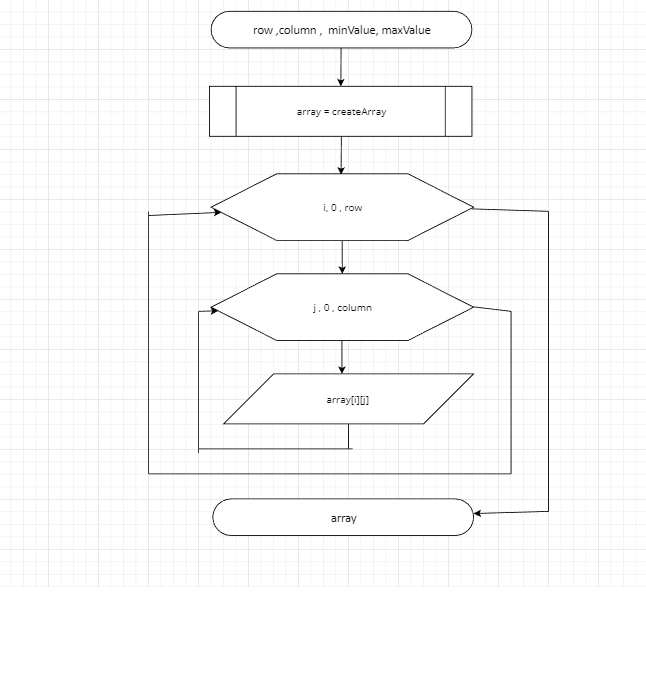 row ,column ,  minValue, maxValue
array = createArray
i, 0 , row
j , 0 , column
array[i][j]
array